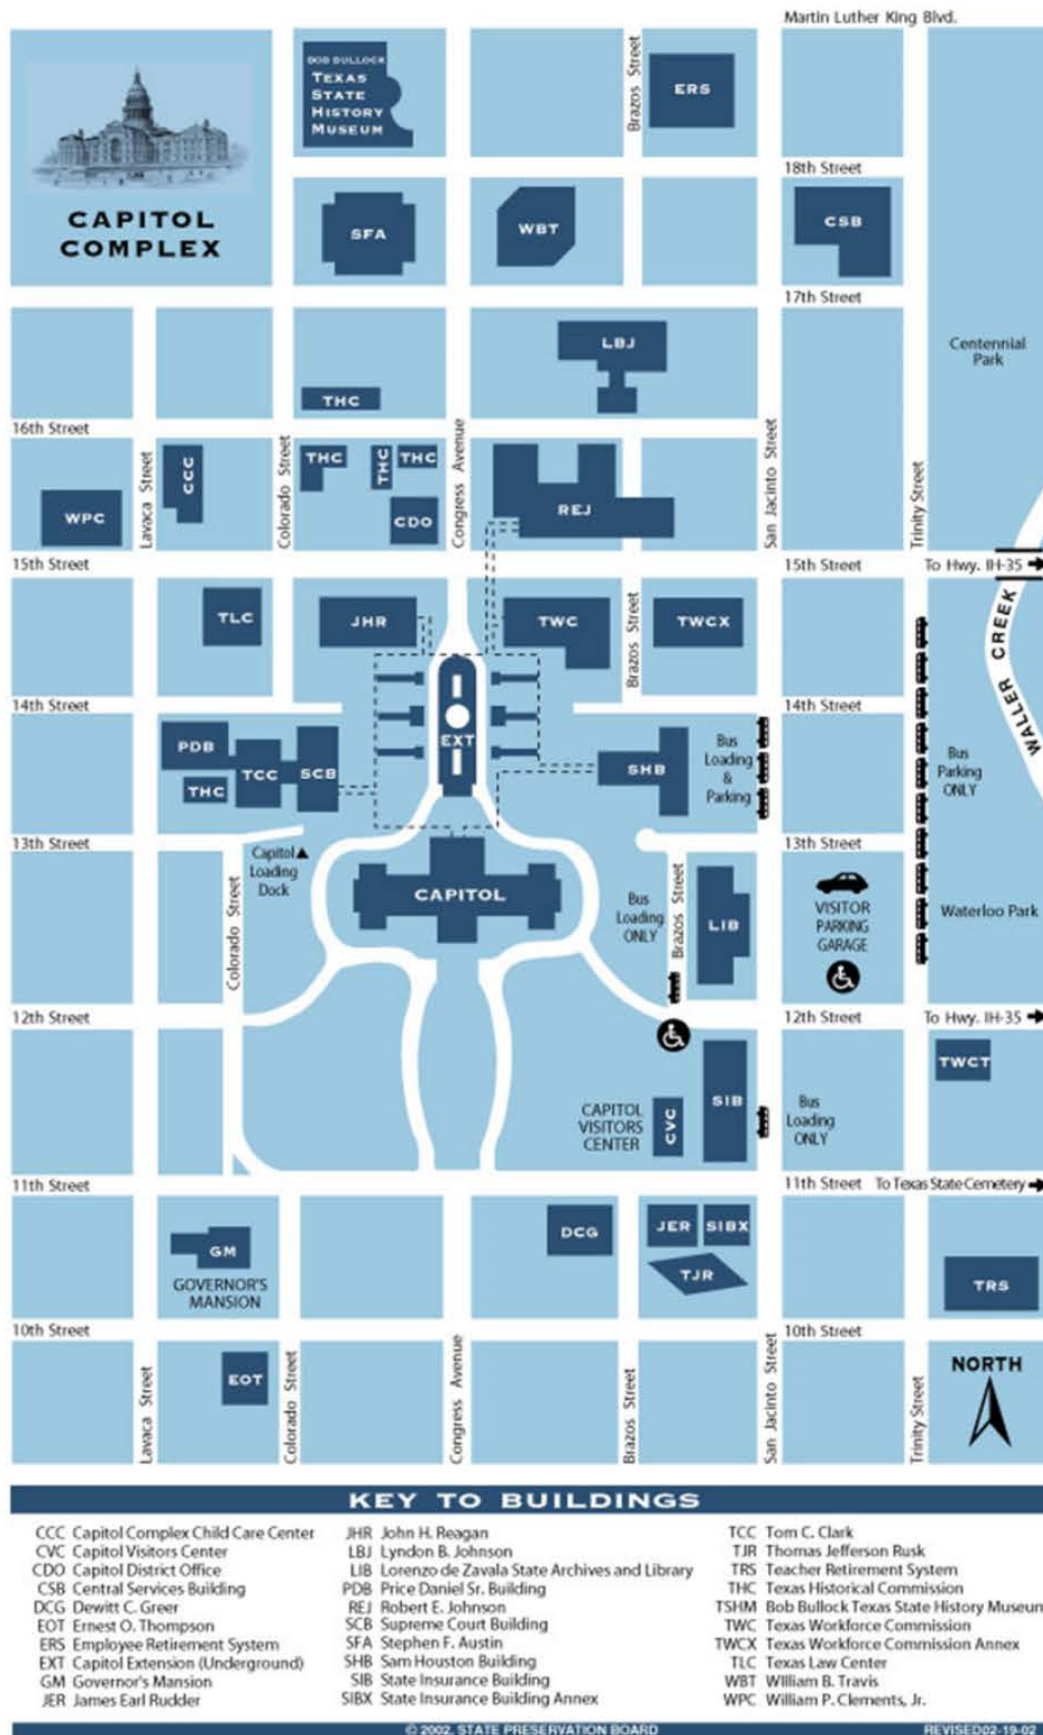 Martin Luther King Blvd.
CAPITOL
COMPLEX
BOB BULLOCK
TEXAS
STATE
HISTORY
MUSEUM
Brazos Street
ERS
18th Street
SFA
WBT
CSB
17th Street
LBJ
Centennial
Park
THC
16th Street
Lavaca Street
CCC
Colorado Street
THC
THC
THC
Congress Avenue
San Jacinto Street
Trinity Street
WPC
CDO
REJ
15th Street
15th Street
To Hwy. IH-35
TLC
JHR
TWC
Brazos Street
TWCX
WALLER CREEK
14th Street
14th Street
PDB
TCC
SCB
THC
EXT
SHB
Bus
Loading
&
Parking
Bus
Parking
ONLY
13th Street
13th Street
Capitol
Loading
Dock
Colorado Street
CAPITOL
Bus
Loading
ONLY
Brazos Street
LIB
VISITOR
PARKING
GARAGE
Waterloo Park
12th Street
12th Street
To Hwy. IH-35
TWCT
CAPITOL
VISITORS
CENTER
CVC
SIB
Bus
Loading
ONLY
11th Street
11th Street
To Texas State Cemetery
GM
GOVERNOR'S
MANSION
DCG
JER
SIBX
TJR
TRS
10th Street
10th Street
Lavaca Street
EOT
Colorado Street
Congress Avenue
Brazos Street
San Jacinto Street
Trinity Street
NORTH
KEY TO BUILDINGS
CCC Capitol Complex Child Care Center
CVC Capitol Visitors Center
CDO Capitol District Office
CSB Central Services Building
DCG Dewitt C. Greer
EOT Ernest O. Thompson
ERS Employee Retirement System
EXT Capitol Extension (Underground)
GM Governor's Mansion
JER James Earl Rudder
JHR John H. Reagan
LBJ Lyndon B. Johnson
LIB Lorenzo de Zavala State Archives and Library
PDB Price Daniel Sr. Building
REJ Robert E. Johnson
SCB Supreme Court Building
SFA Stephen F. Austin
SHB Sam Houston Building
SIB State Insurance Building
SIBX State Insurance Building Annex
TCC Tom C. Clark
TJR Thomas Jefferson Rusk
TRS Teacher Retirement System
THC Texas Historical Commission
TSHM Bob Bullock Texas State History Museum
TWC Texas Workforce Commission
TWCX Texas Workforce Commission Annex
TLC Texas Law Center
WBT William B. Travis
WPC William P. Clements, Jr.
© 2002, STATE PRESERVATION BOARD
REVISED02-19-02